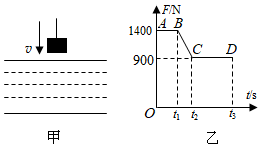 v
甲
F/N
1400 A B
900 C D
O t₁ t₂ t₃ t/s
乙